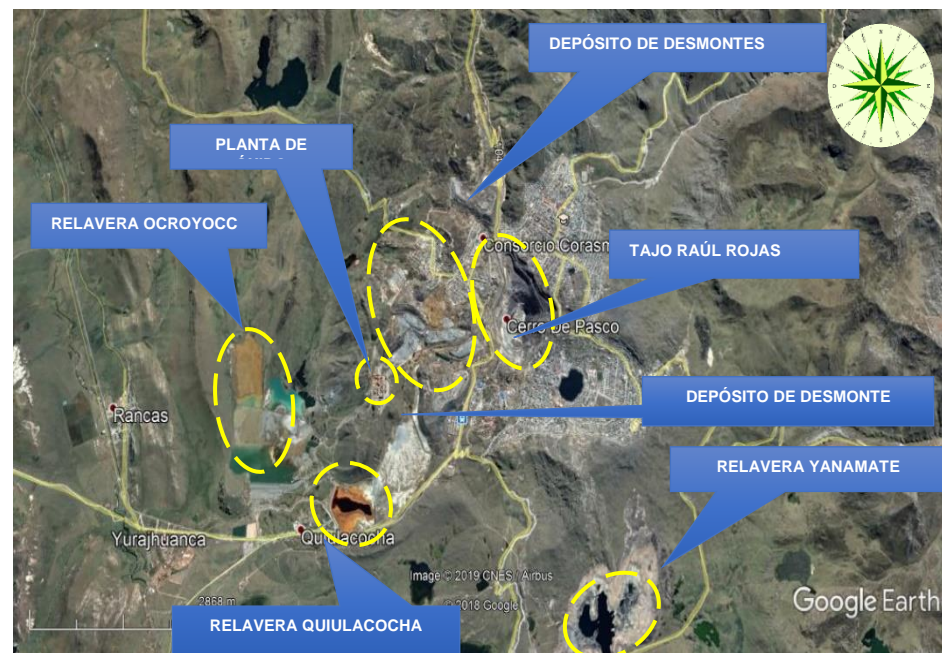 DEPÓSITO DE DESMONTES
PLANTA DE
RELAVERA OCROYOCC
Consorcio Corasm
TAJO RAÚL ROJAS
Cerro De Pasco
DEPÓSITO DE DESMONTE
Rancas
RELAVERA YANAMATE
Yurajhuanca
Quiulacocha
Image © 2019 CNES / Airbus
© 2018 Google
2868 m
Google Earth
RELAVERA QUIULACOCHA